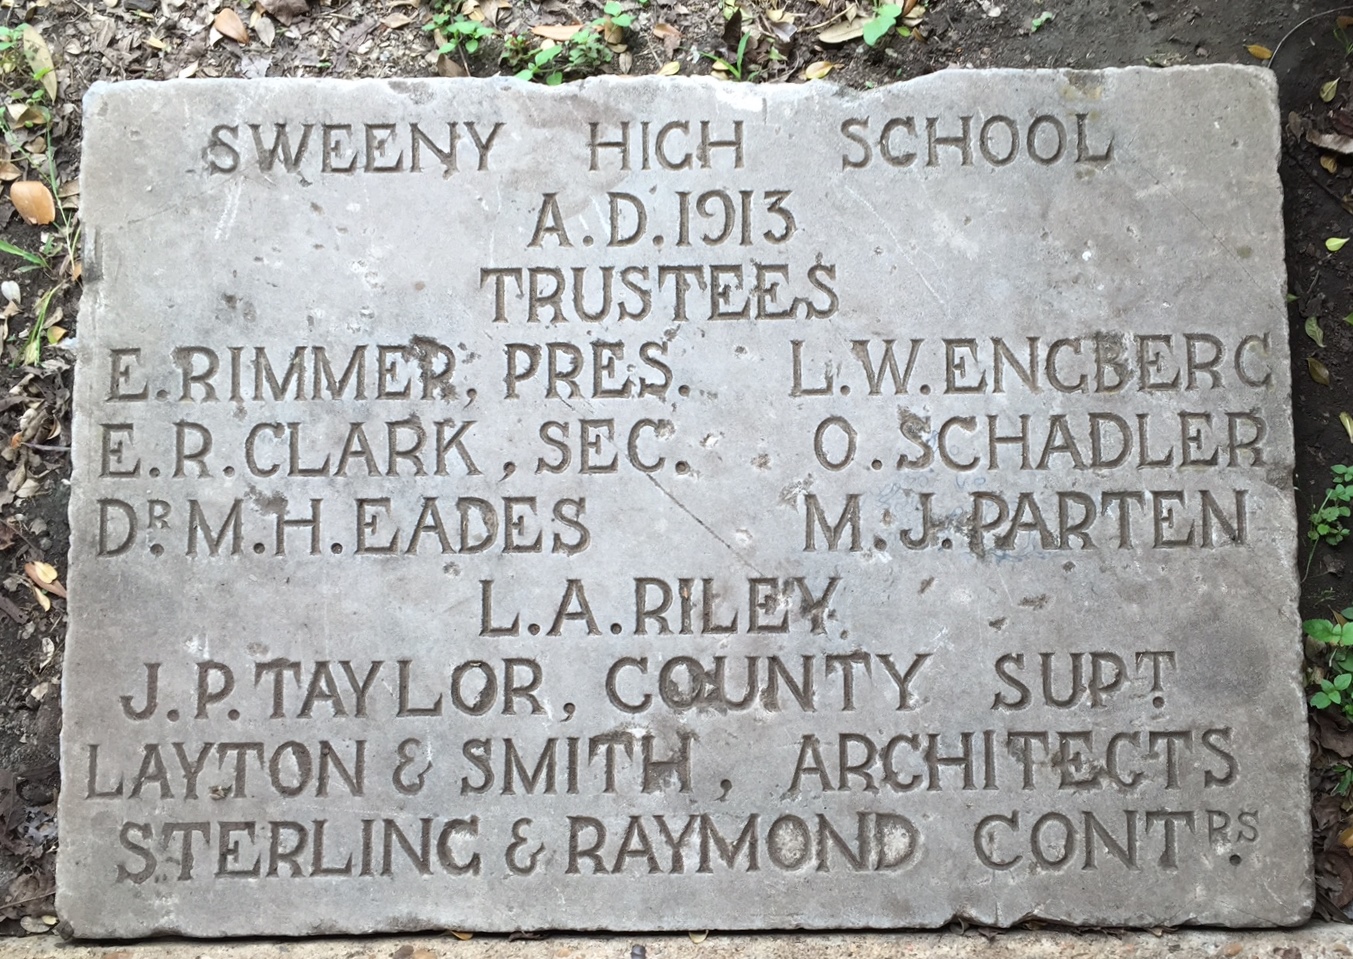 SWEENY HIGH SCHOOL
A.D. 1913
TRUSTEES
E. RIMMER, PRES. L. W. ENGBERG
E. R. CLARK, SEC. O. SCHADLER
DR. M. H. EADES M. J. PARTEN
L. A. RILEY
J. P. TAYLOR, COUNTY SUPT.
LAYTON & SMITH, ARCHITECTS
STERLING & RAYMOND CONTRS.